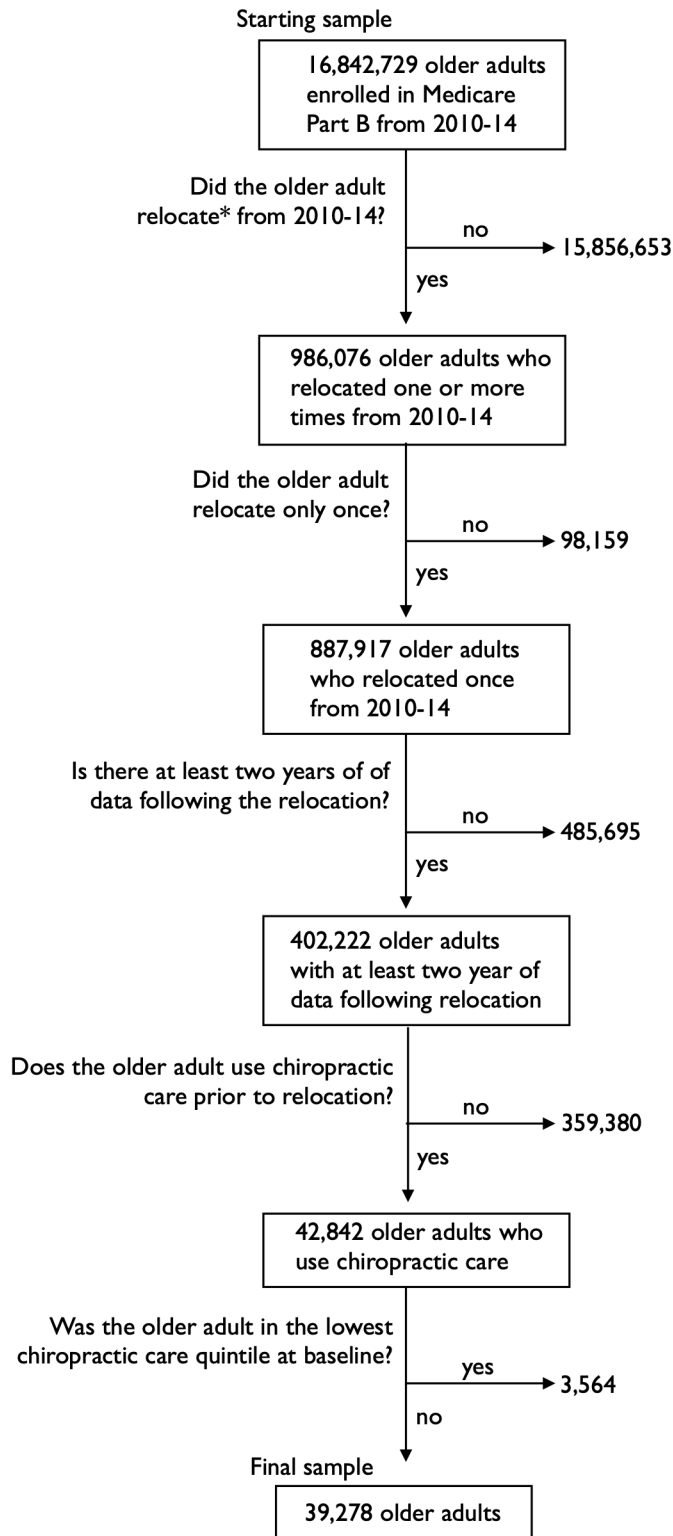 Starting sample
16,842,729 older adults
enrolled in Medicare
Part B from 2010-14
Did the older adult
relocate* from 2010-14?
no
15,856,653
yes
986,076 older adults who
relocated one or more
times from 2010-14
Did the older adult
relocate only once?
no
98,159
yes
887,917 older adults
who relocated once
from 2010-14
Is there at least two years of of
data following the relocation?
no
485,695
yes
402,222 older adults
with at least two year of
data following relocation
Does the older adult use chiropractic
care prior to relocation?
no
359,380
yes
42,842 older adults who
use chiropractic care
Was the older adult in the lowest
chiropractic care quintile at baseline?
yes
3,564
no
Final sample
39,278 older adults